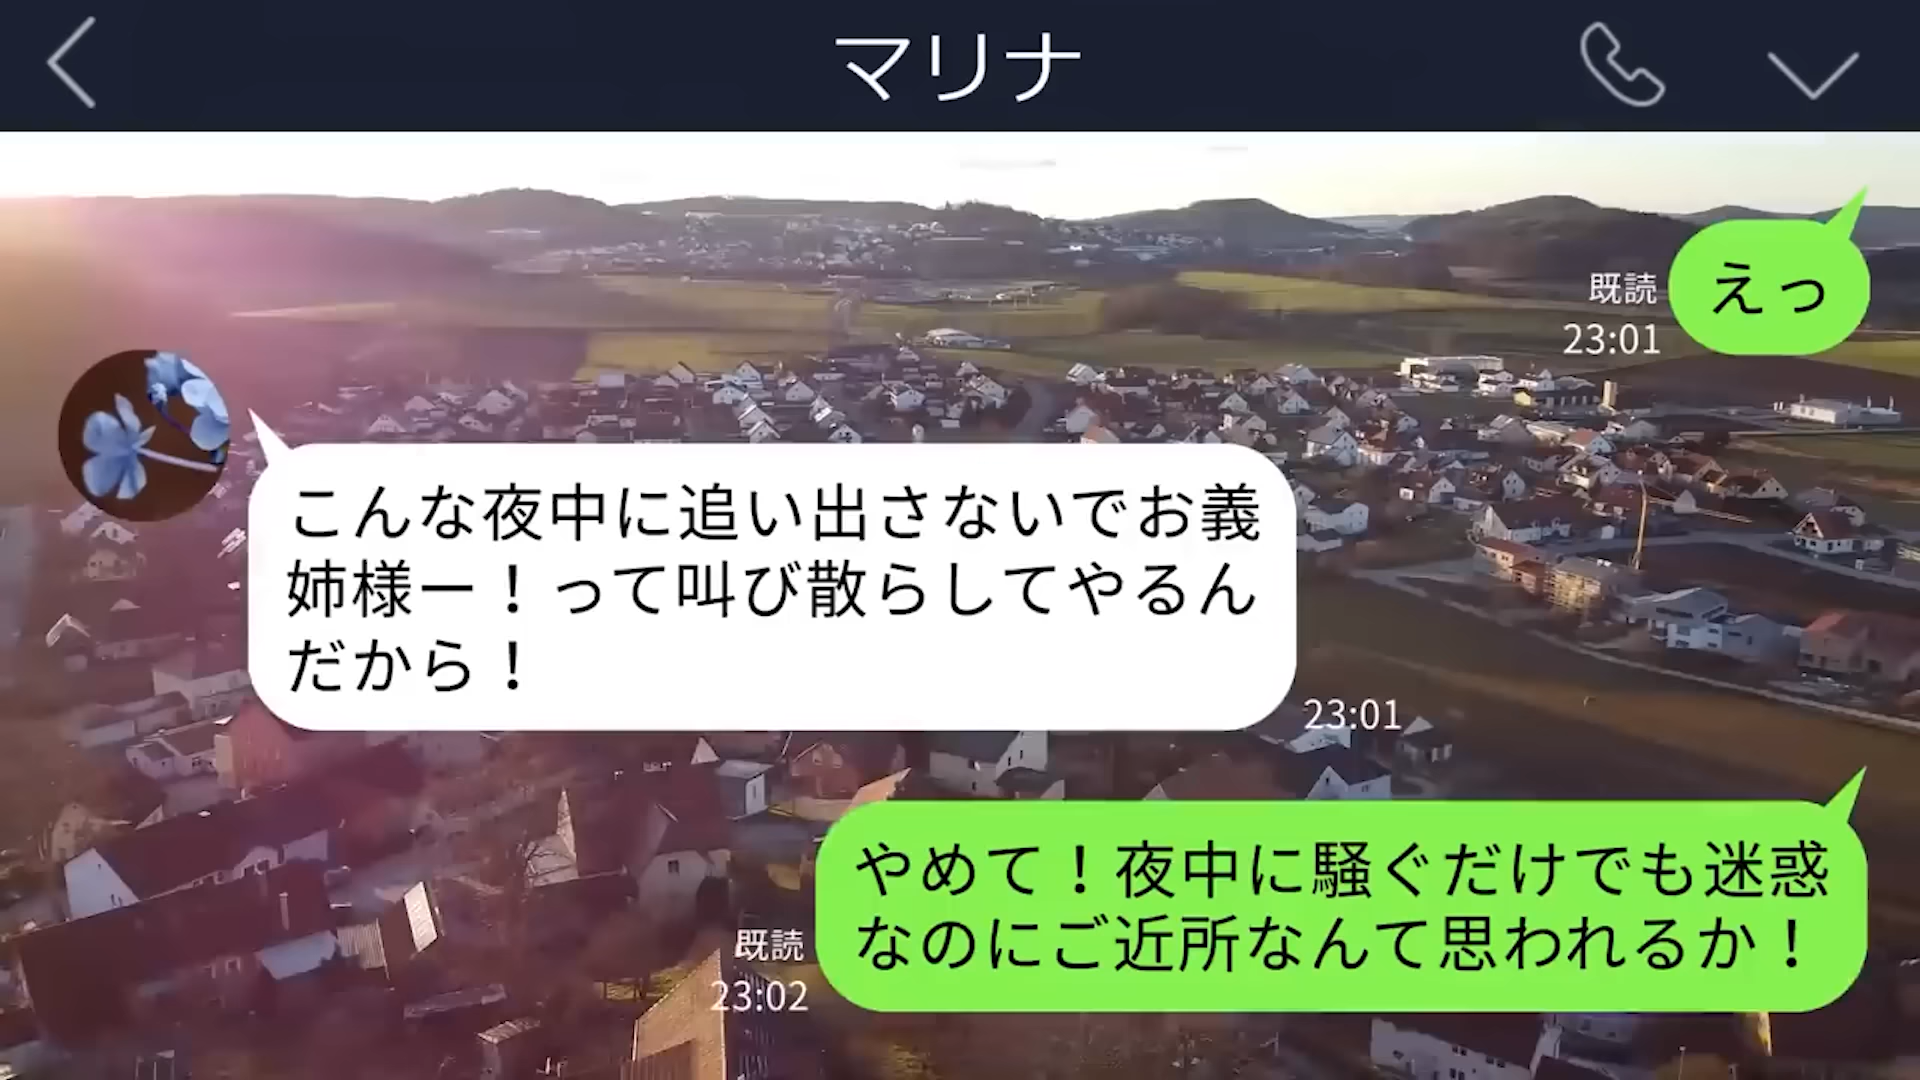 マリナ
えっ
既読
23:01
こんな夜中に追い出さないでお義
姉様ー！って叫び散らしてやるん
だから！
23:01
やめて！夜中に騒ぐだけでも迷惑
なのにご近所なんて思われるか！
既読
23:02